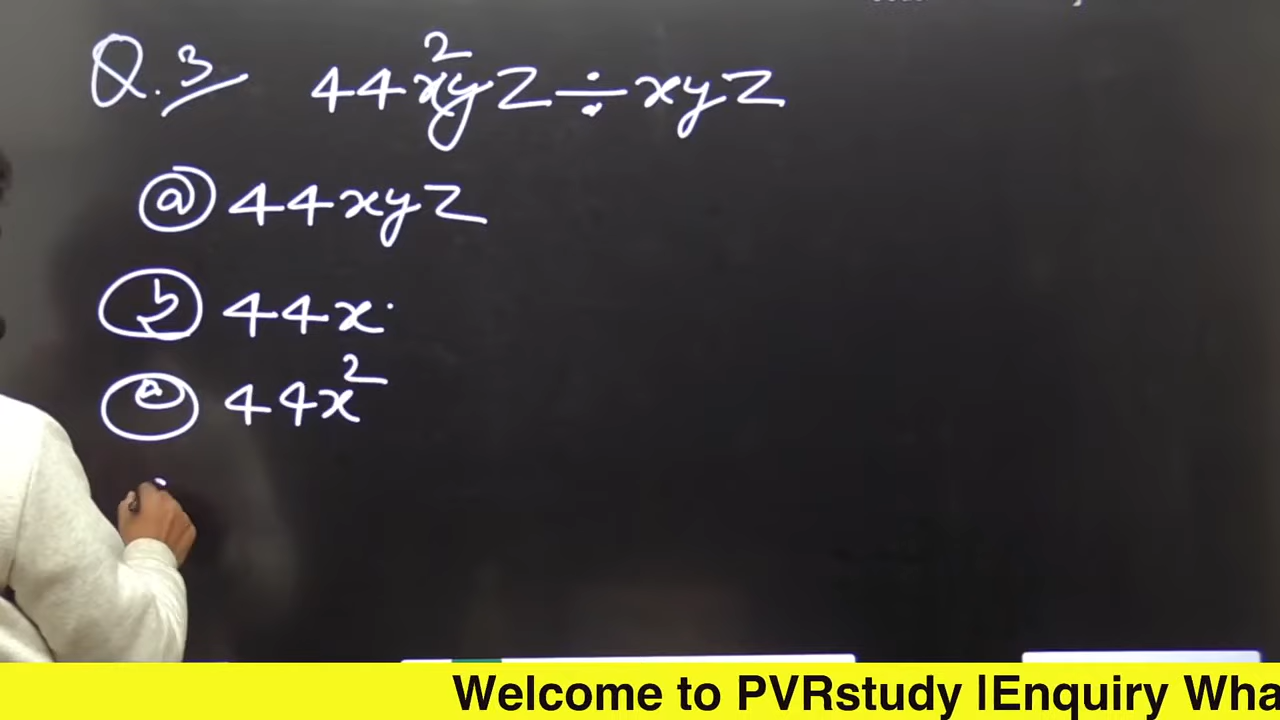 Q.3 44x²yz ÷ xyz
ⓐ 44xyz
ⓑ 44x
44x²
Welcome to PVRstudy |Enquiry Wha